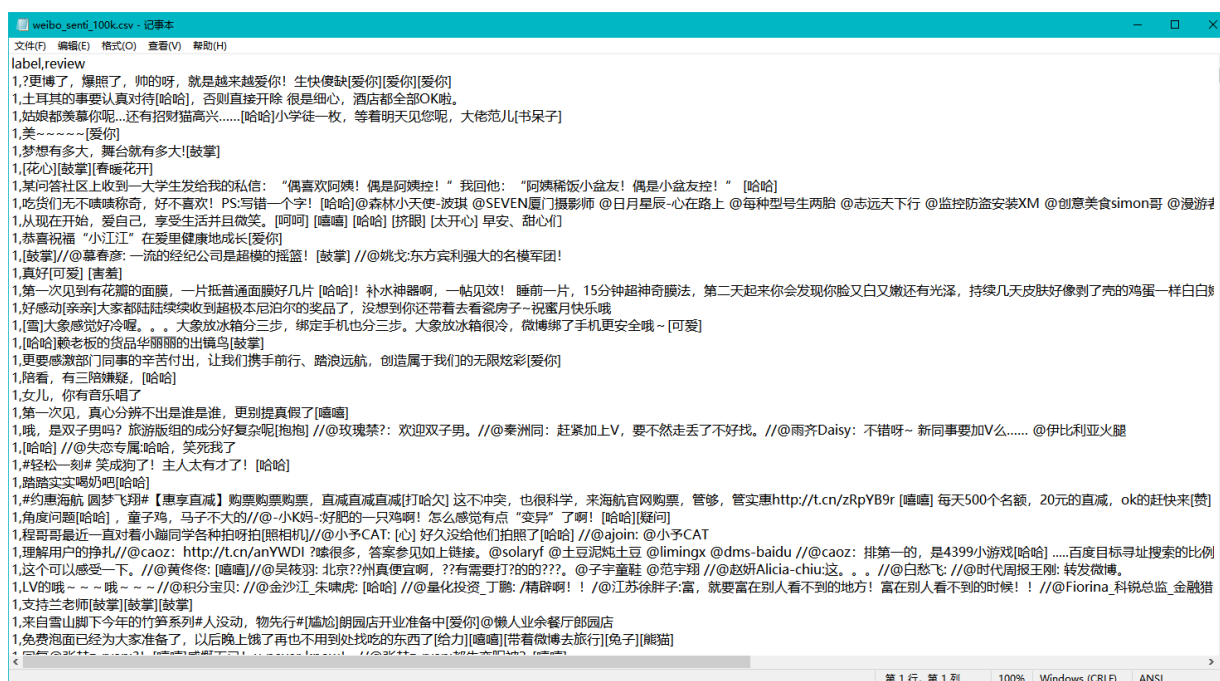 weibo_senti_100k.csv - 记事本
文件(F) 编辑(E) 格式(O) 查看(V) 帮助(H)
label,review
1,?更博了，爆照了，帅的呀，就是越来越爱你！生快傻缺[爱你][爱你][爱你]
1,土耳其的事要认真对待[哈哈]，否则直接开除 很是细心，酒店都全部OK啦。
1,姑娘都羡慕你呢…还有招财猫高兴……[哈哈]小学徒一枚，等着明天见您呢，大佬范儿[书呆子]
1,美~~~~~[爱你]
1,梦想有多大，舞台就有多大![鼓掌]
1,[花心][鼓掌][春暖花开]
1,某问答社区上收到一大学生发给我的私信：“偶喜欢阿姨！偶是阿姨控！”我回他：“阿姨稀饭小盆友！偶是小盆友控！” [哈哈]
1,吃货们无不啧啧称奇，好不喜欢！PS:写错一个字！[哈哈]@森林小天使-波琪 @SEVEN厦门摄影师 @日月星辰-心在路上 @每种型号生两胎 @志远天下行 @监控防盗安装XM @创意美食simon哥 @漫游者
1,从现在开始，爱自己，享受生活并且微笑。[呵呵] [嘻嘻] [哈哈] [挤眼] [太开心] 早安、甜心们
1,恭喜祝福“小江江”在爱里健康地成长[爱你]
1,[鼓掌]//@慕春彦: 一流的经纪公司是超模的摇篮！[鼓掌] //@姚戈:东方宾利强大的名模军团！
1,真好[可爱] [害羞]
1,第一次见到有花瓣的面膜，一片抵普通面膜好几片 [哈哈]！补水神器啊，一帖见效！ 睡前一片，15分钟超神奇膜法，第二天起来你会发现你脸又白又嫩还有光泽，持续几天皮肤好像剥了壳的鸡蛋一样白白嫩
1,好感动[亲亲]大家都陆陆续续收到超极本尼泊尔的奖品了，没想到你还带着去看瓷房子~祝蜜月快乐哦
1,[雪]大象感觉好冷喔。。。大象放冰箱分三步，绑定手机也分三步。大象放冰箱很冷，微博绑了手机更安全哦~[可爱]
1,[哈哈]赖老板的货品华丽丽的出镜鸟[鼓掌]
1,更要感激部门同事的辛苦付出，让我们携手前行、踏浪远航，创造属于我们的无限炫彩[爱你]
1,陪看，有三陪嫌疑，[哈哈]
1,女儿，你有音乐唱了
1,第一次见，真心分辨不出是谁是谁，更别提真假了[嘻嘻]
1,哦，是双子男吗？旅游版组的成分好复杂呢[抱抱] //@玫瑰禁?：欢迎双子男。//@秦洲同：赶紧加上V，要不然走丢了不好找。//@雨齐Daisy：不错呀~ 新同事要加V么…… @伊比利亚火腿
1,[哈哈] //@失恋专属:哈哈，笑死我了
1,#轻松一刻# 笑成狗了！主人太有才了！[哈哈]
1,踏踏实实喝奶吧[哈哈]
1,#约惠海航 圆梦飞翔#【惠享直减】购票购票购票，直减直减直减[打哈欠] 这不冲突，也很科学，来海航官网购票，管够，管实惠http://t.cn/zRpYB9r [嘻嘻] 每天500个名额，20元的直减，ok的赶快来[赞]
1,角度问题[哈哈] ，童子鸡，马子不大的//@-小K妈-:好肥的一只鸡啊！怎么感觉有点“变异”了啊！[哈哈][疑问]
1,程哥哥最近一直对着小蹦同学各种拍呀拍[照相机]//@小予CAT: [心] 好久没给他们拍照了[哈哈] //@ajoin: @小予CAT
1,理解用户的挣扎//@caoz：http://t.cn/anYWDI ?嗦很多，答案参见如上链接。@solaryf @土豆泥炖土豆 @limingx @dms-baidu //@caoz：排第一的，是4399小游戏[哈哈] .....百度目标寻址搜索的比例
1,这个可以感受一下。//@黄佟佟: [嘻嘻]//@吴筱羽: 北京??州真便宜啊，??有需要打?的的???。@子宇童鞋 @范宇翔 //@赵妍Alicia-chiu:这。。。//@白愁飞: //@时代周报王刚: 转发微博。
1,LV的哦~~~哦~~~//@积分宝贝: //@金沙江_朱啸虎: [哈哈] //@量化投资_丁鹏: /精辟啊！！/@江苏徐胖子:富，就要富在别人看不到的地方！富在别人看不到的时候！！//@Fiorina_科锐总监_金融猎
1,支持兰老师[鼓掌][鼓掌][鼓掌]
1,来自雪山脚下今年的竹笋系列#人没动，物先行#[尴尬]朗园店开业准备中[爱你]@懒人业余餐厅郎园店
1,免费泡面已经为大家准备了，以后晚上饿了再也不用到处找吃的东西了[给力][嘻嘻][带着微博去旅行][兔子][熊猫]
第 1 行，第 1 列 100% Windows (CRLF) ANSI